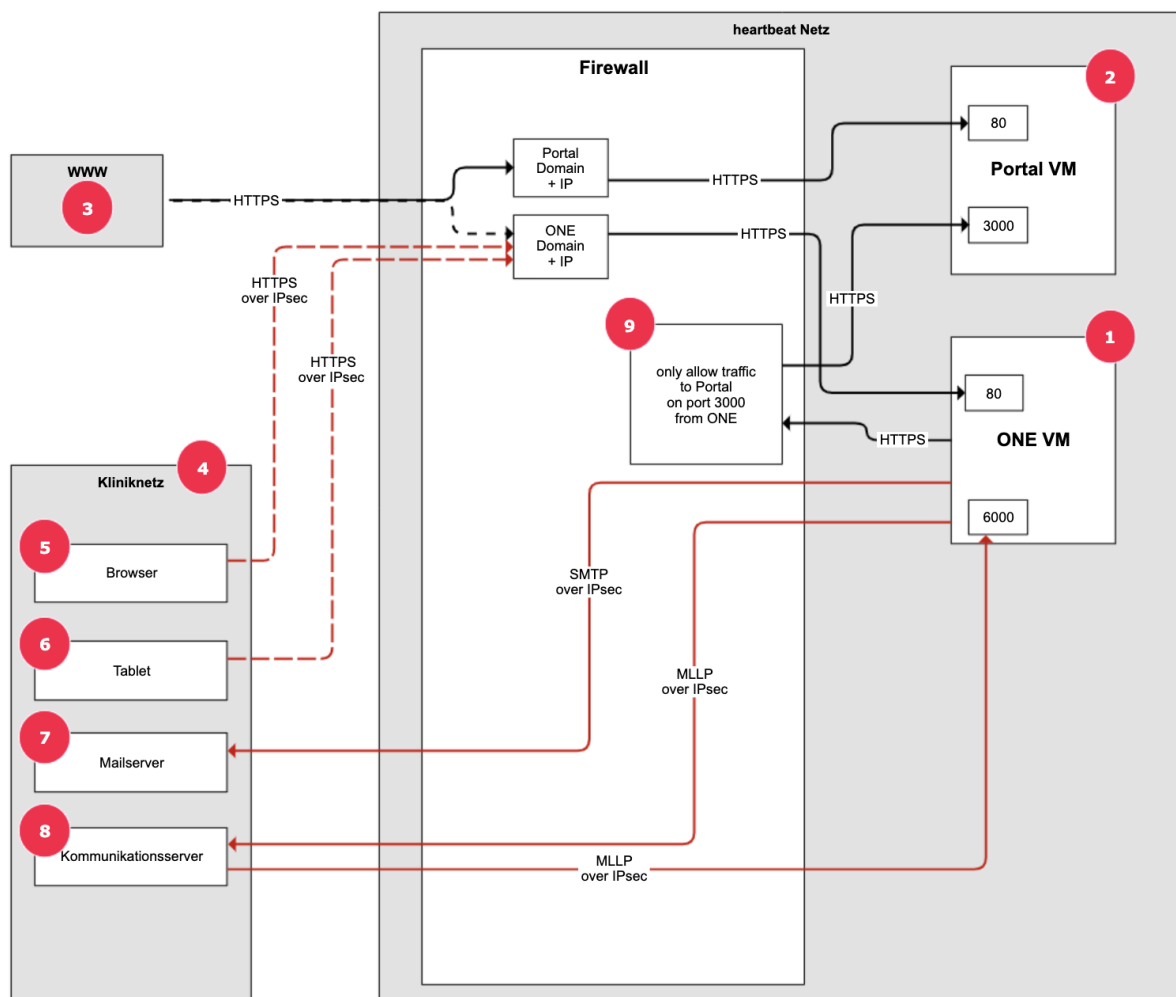 heartbeat Netz
Firewall
2
80
Portal VM
3000
Portal
Domain
+ IP
HTTPS
WWW
3
HTTPS
ONE
Domain
+ IP
HTTPS
HTTPS
over IPsec
HTTPS
9
only allow traffic
to Portal
on port 3000
from ONE
1
80
ONE VM
HTTPS
6000
HTTPS
over IPsec
4
Kliniknetz
5
Browser
6
Tablet
7
Mailserver
8
Kommunikationsserver
SMTP
over IPsec
MLLP
over IPsec
MLLP
over IPsec